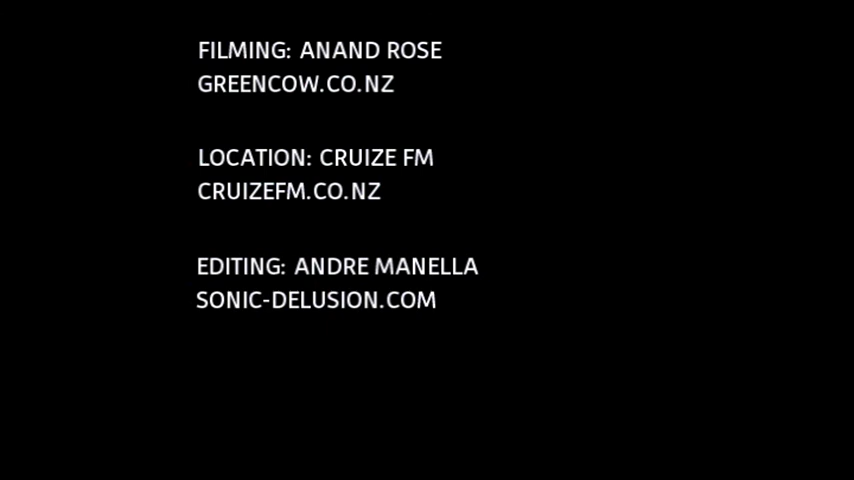 FILMING: ANAND ROSE
GREENCOW.CO.NZ
LOCATION: CRUIZE FM
CRUIZEFM.CO.NZ
EDITING: ANDRE MANELLA
SONIC-DELUSION.COM